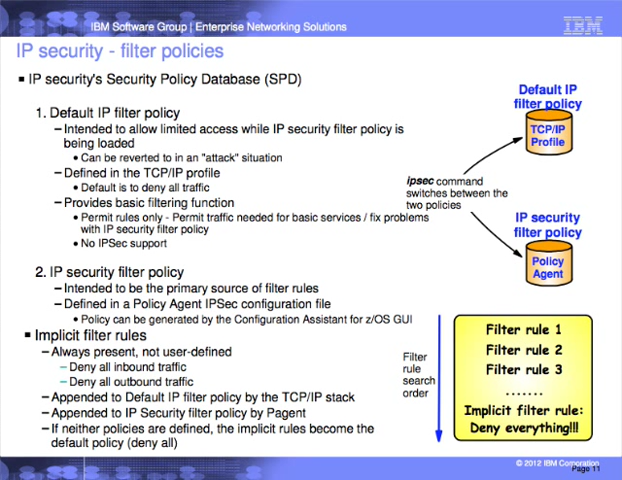 IBM Software Group | Enterprise Networking Solutions
IBM
IP security - filter policies
IP security's Security Policy Database (SPD)
1. Default IP filter policy
– Intended to allow limited access while IP security filter policy is
being loaded
• Can be reverted to in an "attack" situation
– Defined in the TCP/IP profile
• Default is to deny all traffic
– Provides basic filtering function
• Permit rules only - Permit traffic needed for basic services / fix problems
with IP security filter policy
• No IPSec support
2. IP security filter policy
– Intended to be the primary source of filter rules
– Defined in a Policy Agent IPSec configuration file
• Policy can be generated by the Configuration Assistant for z/OS GUI
Implicit filter rules
– Always present, not user-defined
– Deny all inbound traffic
– Deny all outbound traffic
– Appended to Default IP filter policy by the TCP/IP stack
– Appended to IP Security filter policy by Pagent
– If neither policies are defined, the implicit rules become the
default policy (deny all)
Default IP
filter policy
TCP/IP
Profile
ipsec command
switches between the
two policies
IP security
filter policy
Policy
Agent
Filter
rule
search
order
Filter rule 1
Filter rule 2
Filter rule 3
.......
Implicit filter rule:
Deny everything!!!
© 2012 IBM Corporation
Page 11